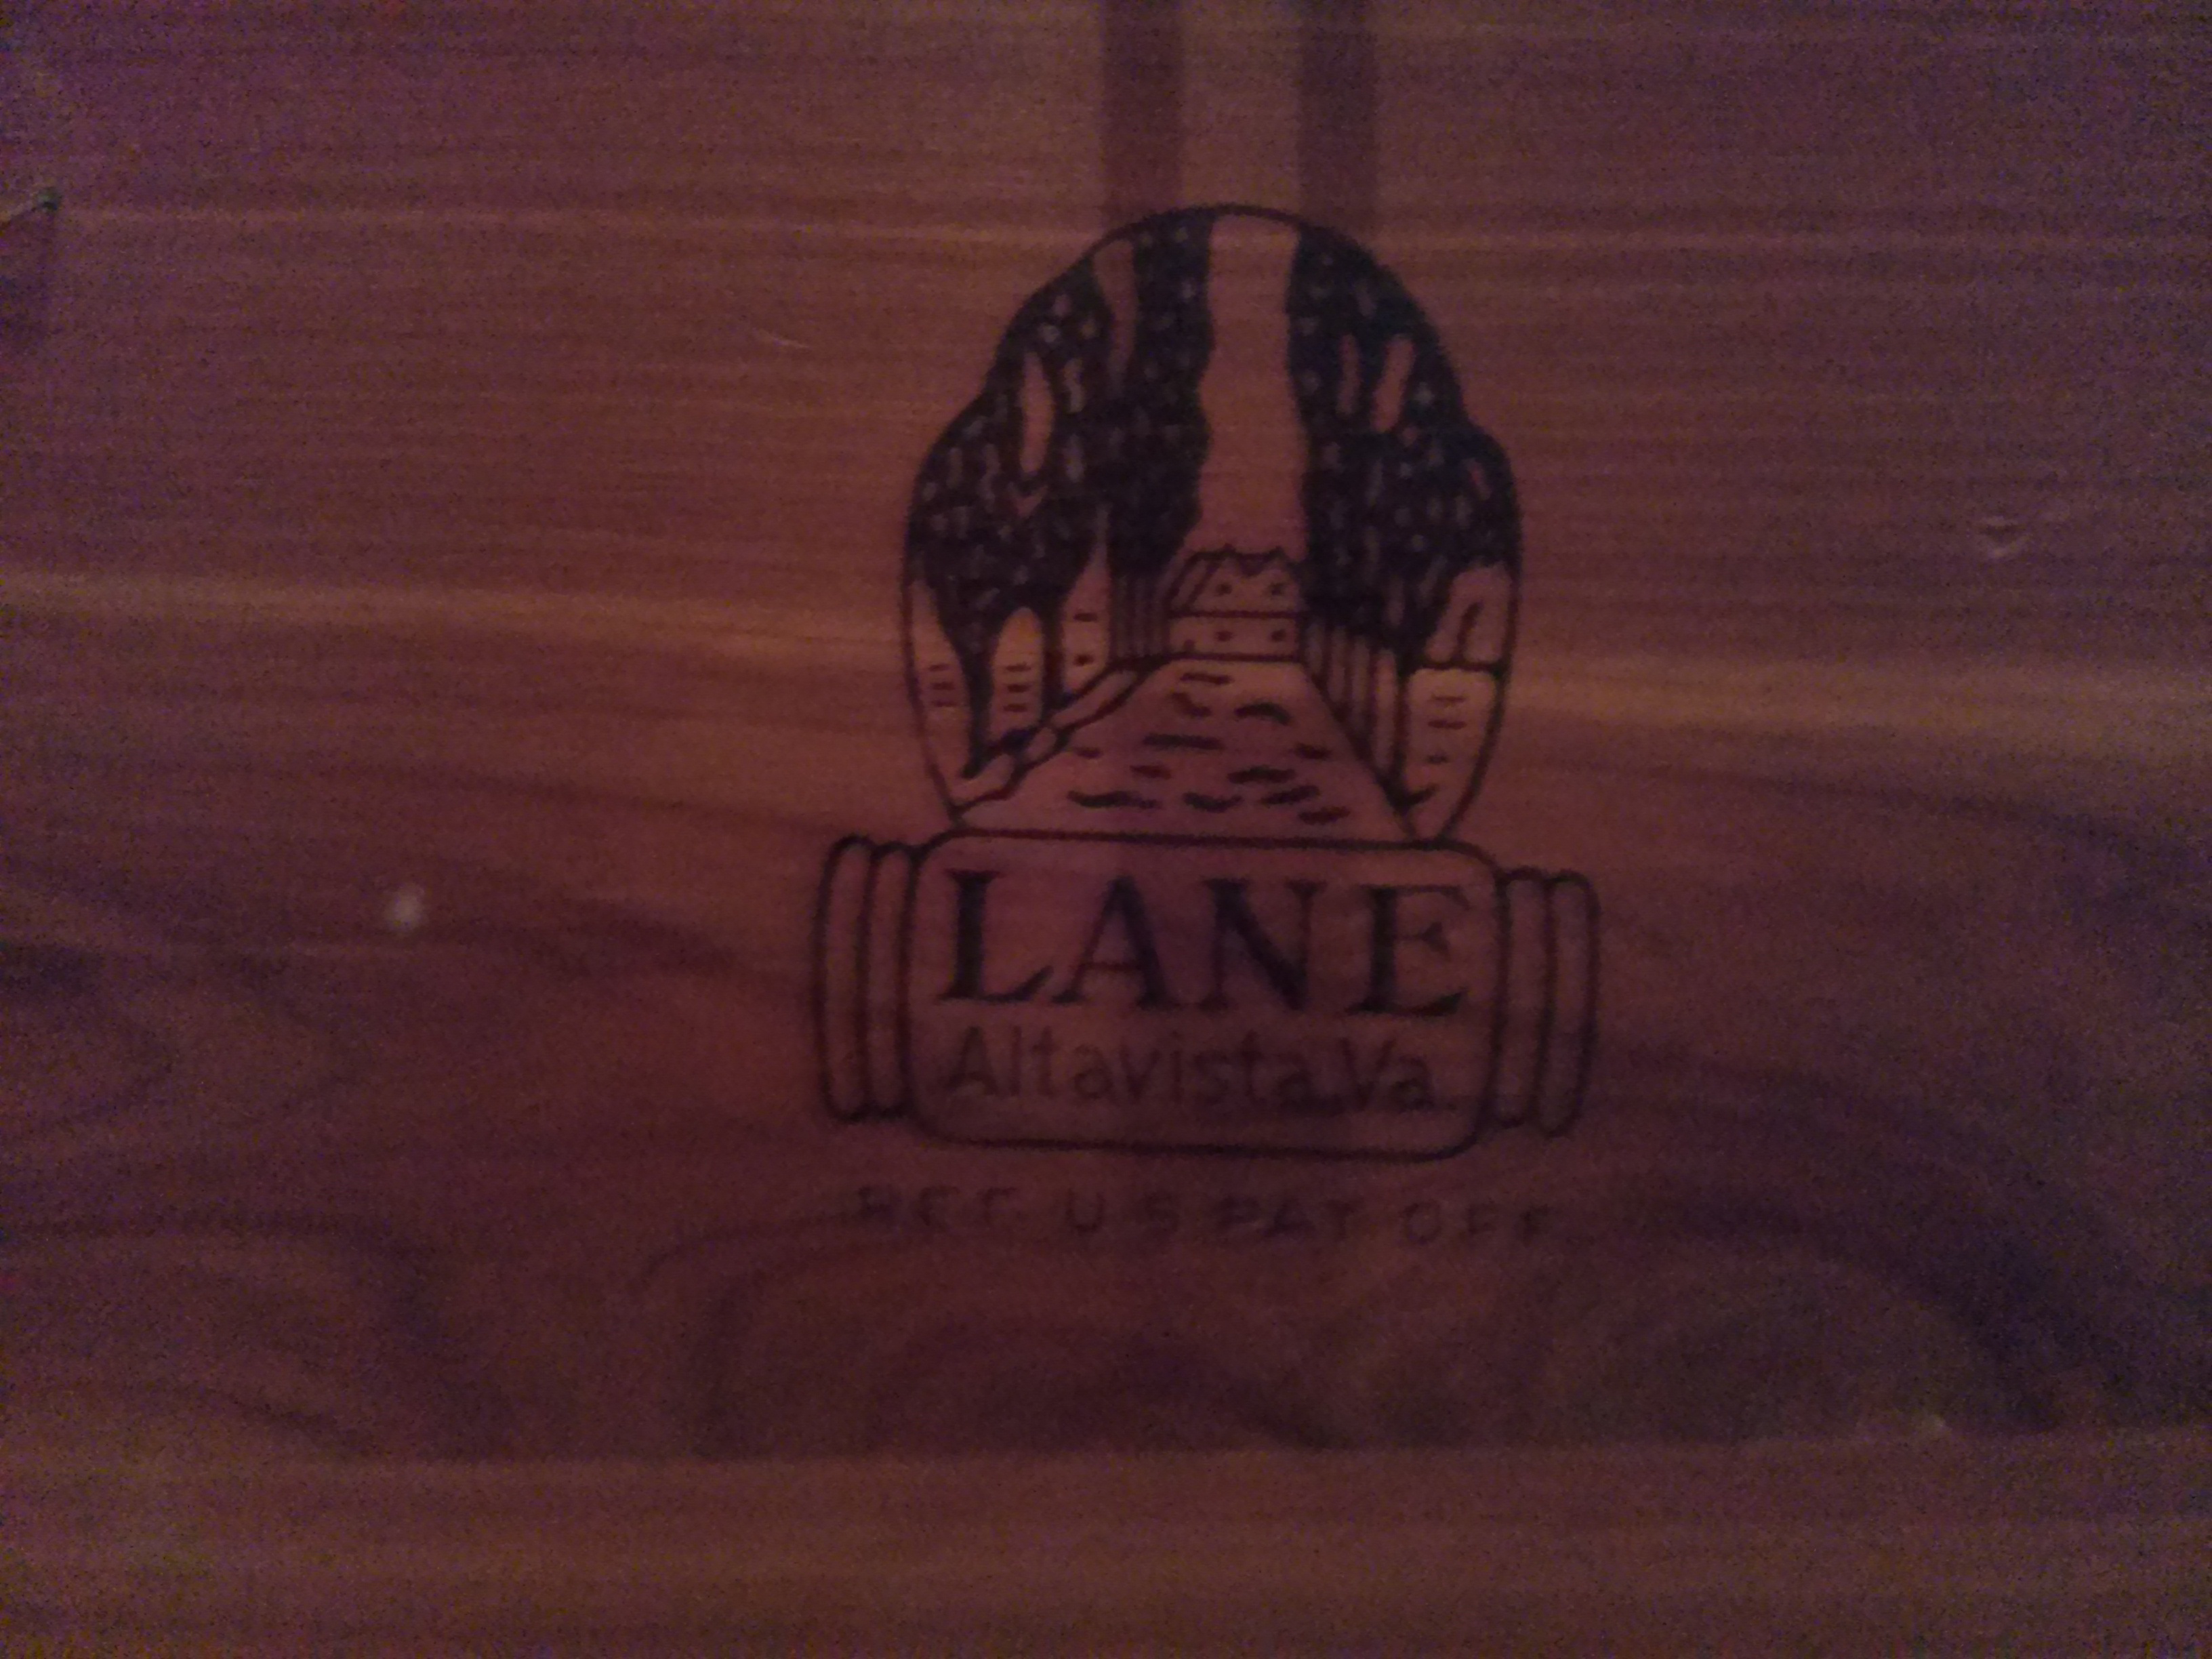 LANE
Altavista.Va.
REG U S PAT OFF